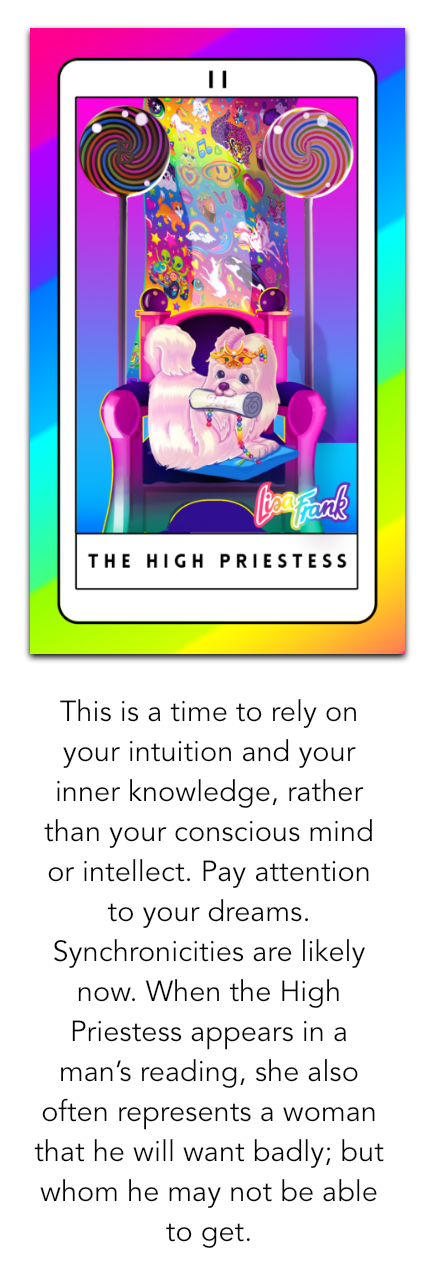 II
Lisa Frank
THE HIGH PRIESTESS
This is a time to rely on
your intuition and your
inner knowledge, rather
than your conscious mind
or intellect. Pay attention
to your dreams.
Synchronicities are likely
now. When the High
Priestess appears in a
man’s reading, she also
often represents a woman
that he will want badly; but
whom he may not be able
to get.